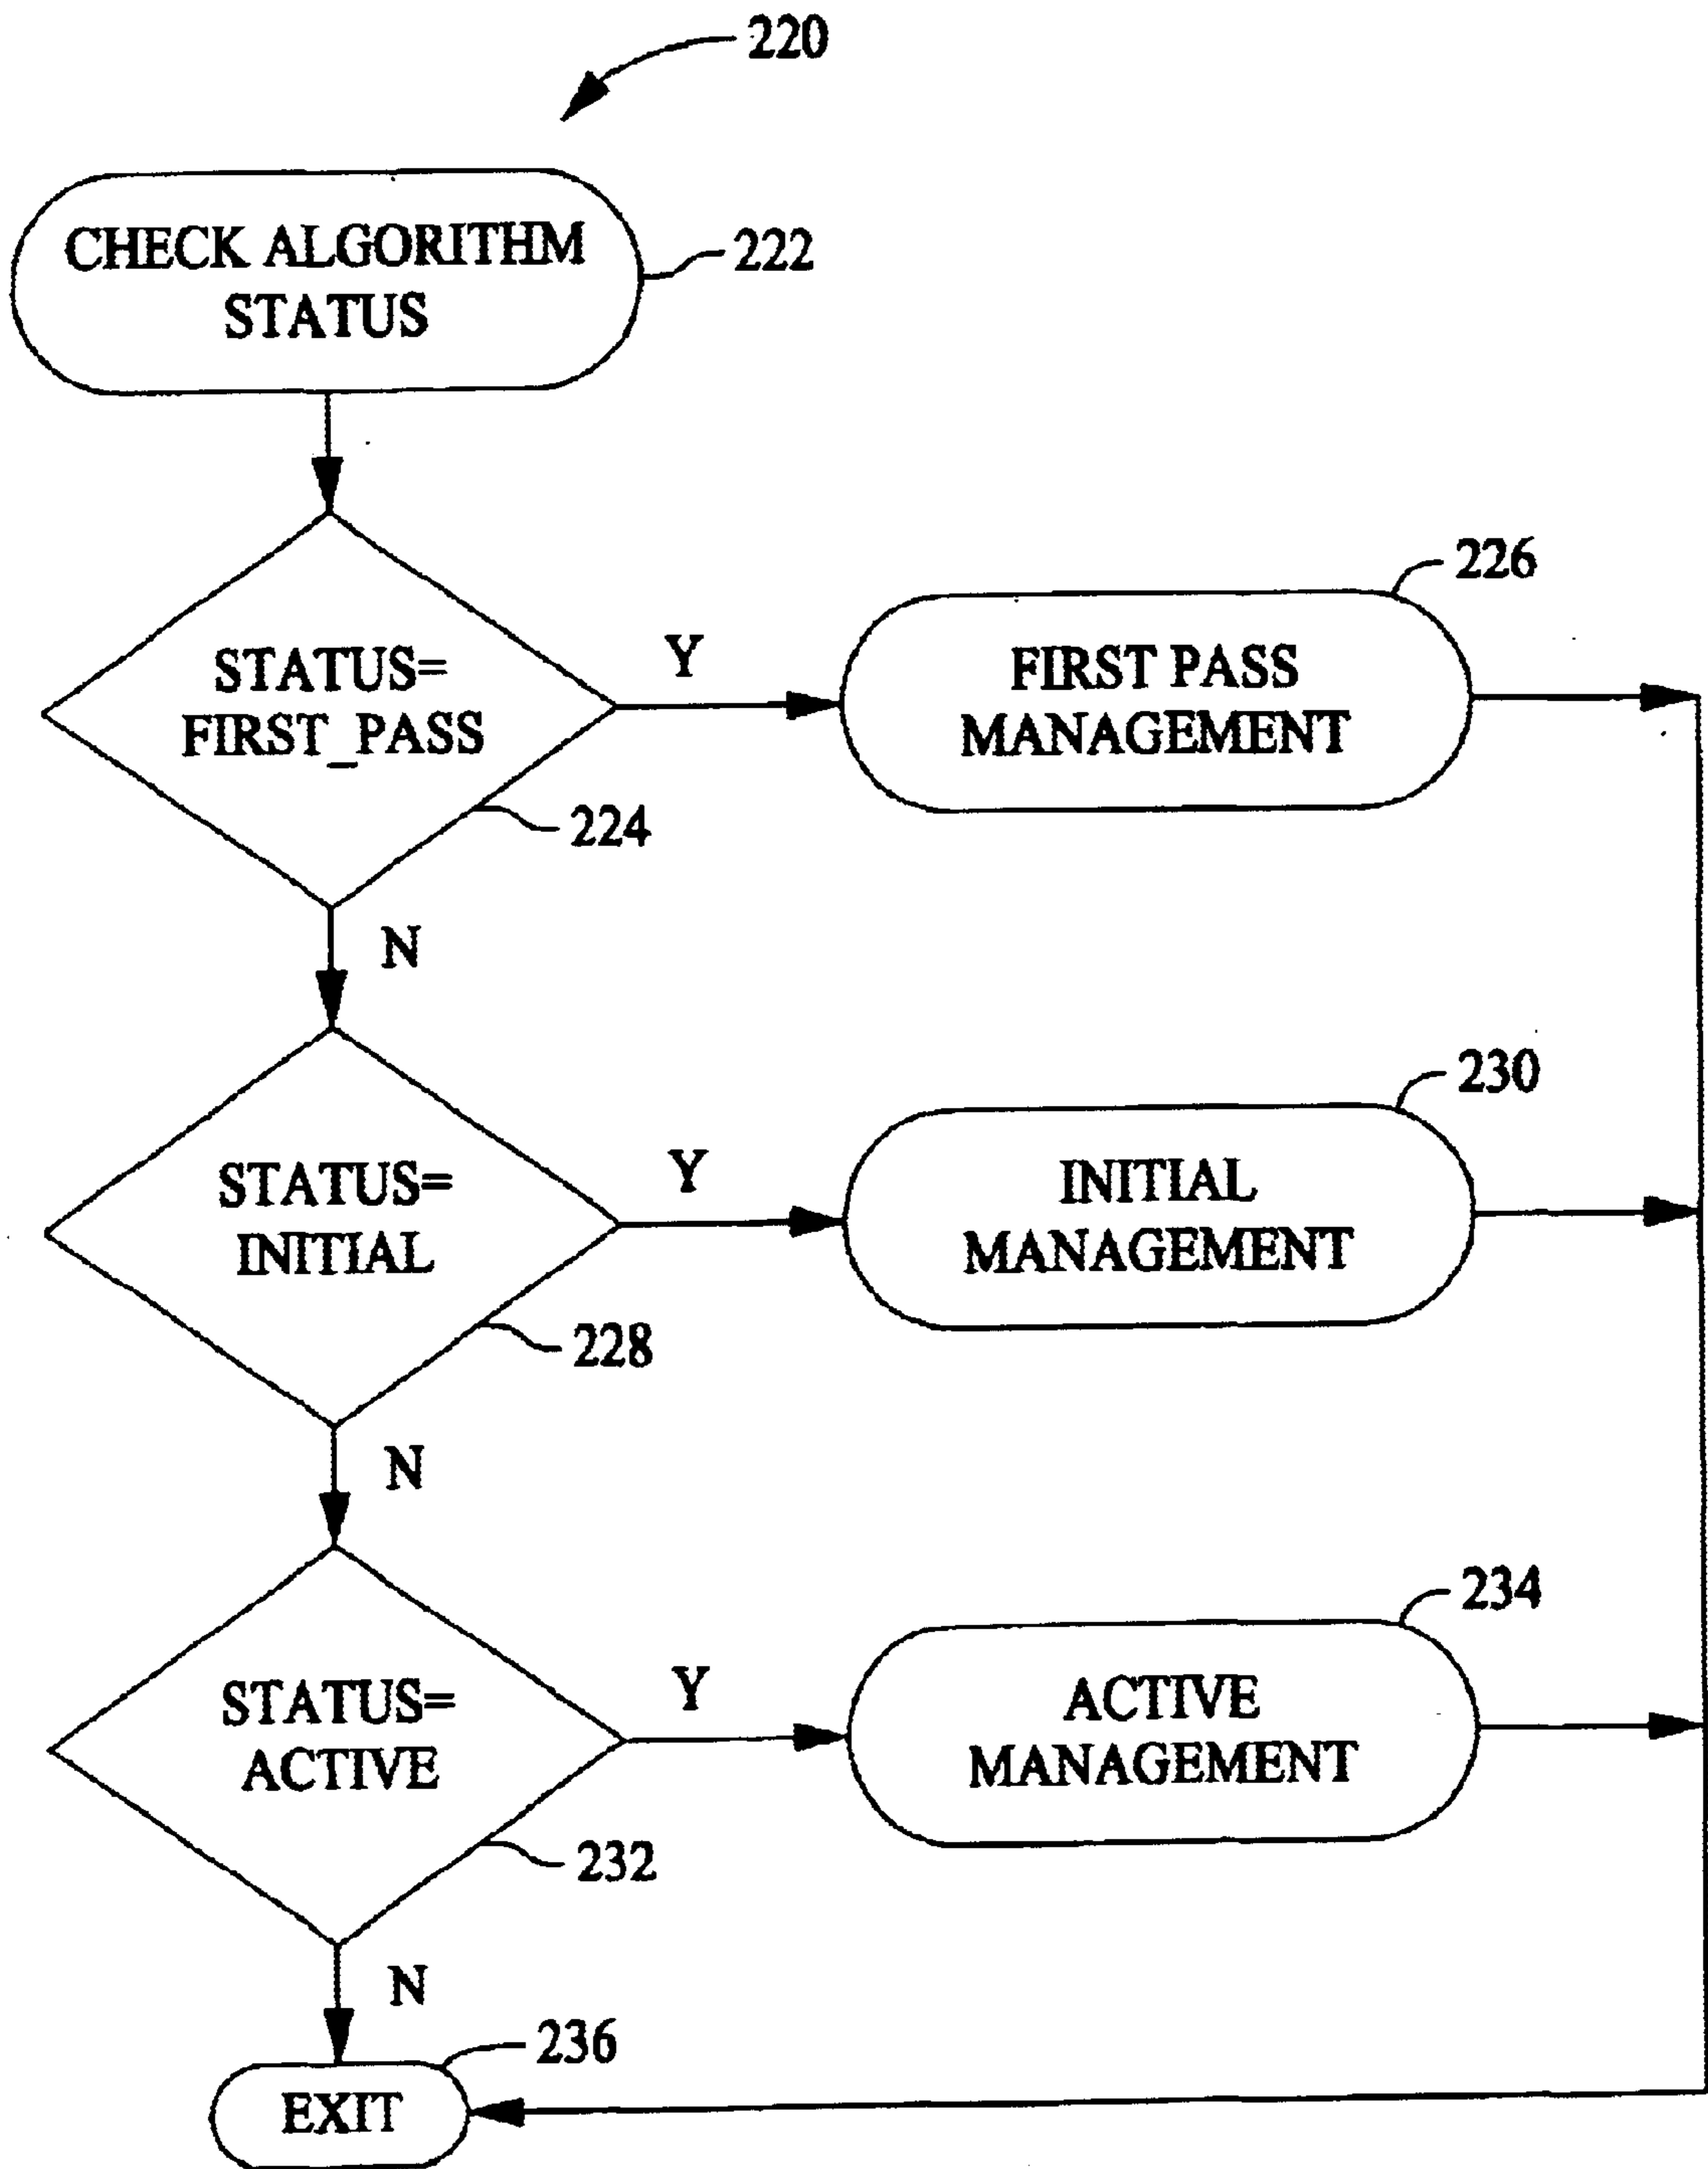 220
CHECK ALGORITHM
STATUS
222
STATUS=
FIRST_PASS
224
Y
FIRST PASS
MANAGEMENT
226
N
STATUS=
INITIAL
228
Y
INITIAL
MANAGEMENT
230
N
STATUS=
ACTIVE
232
Y
ACTIVE
MANAGEMENT
234
N
EXIT
236